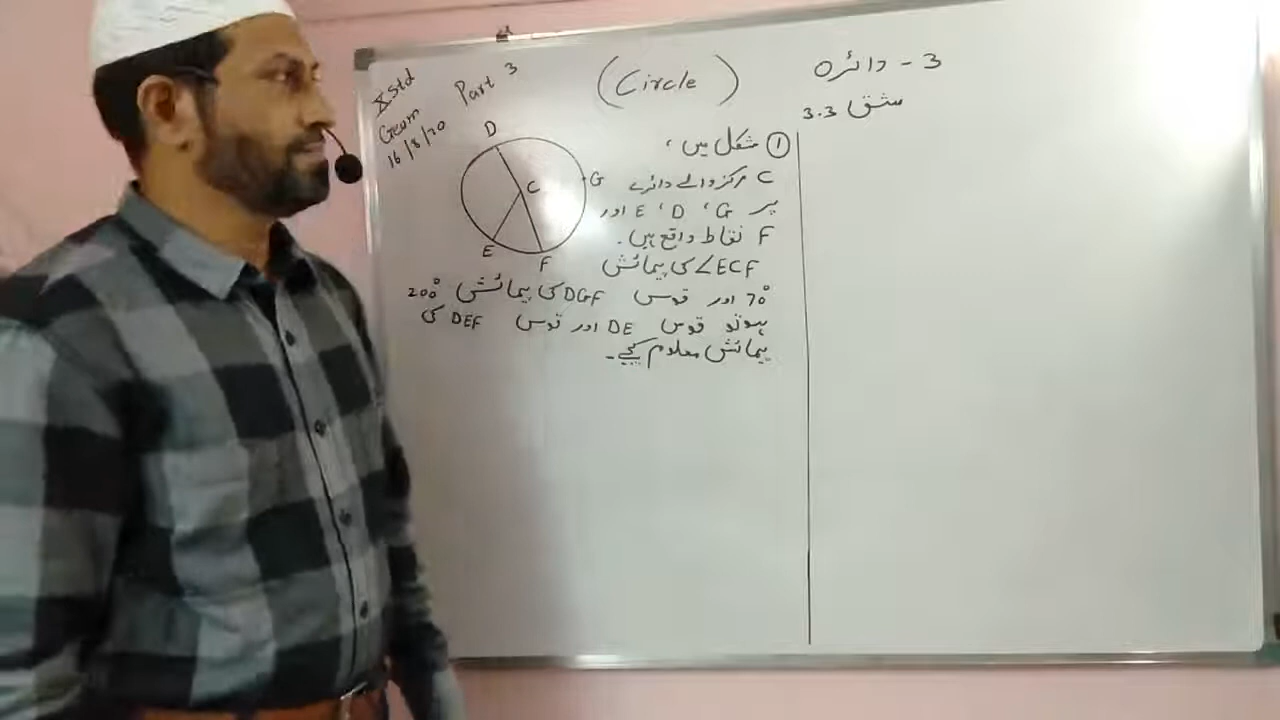 X Std
Geom
16/8/20
Part 3
(Circle)
3 - دائرہ
مشق 3.3
① شکل میں ،
C مرکز والے دائرے
پر G ، D ، E اور
F نقاط واقع ہیں۔
∠ECF کی پیمائش
70° اور قوس DGF کی پیمائش 200°
ہو تو قوس DE اور قوس DEF کی
پیمائش معلوم کیجیے۔
D
C
G
E
F